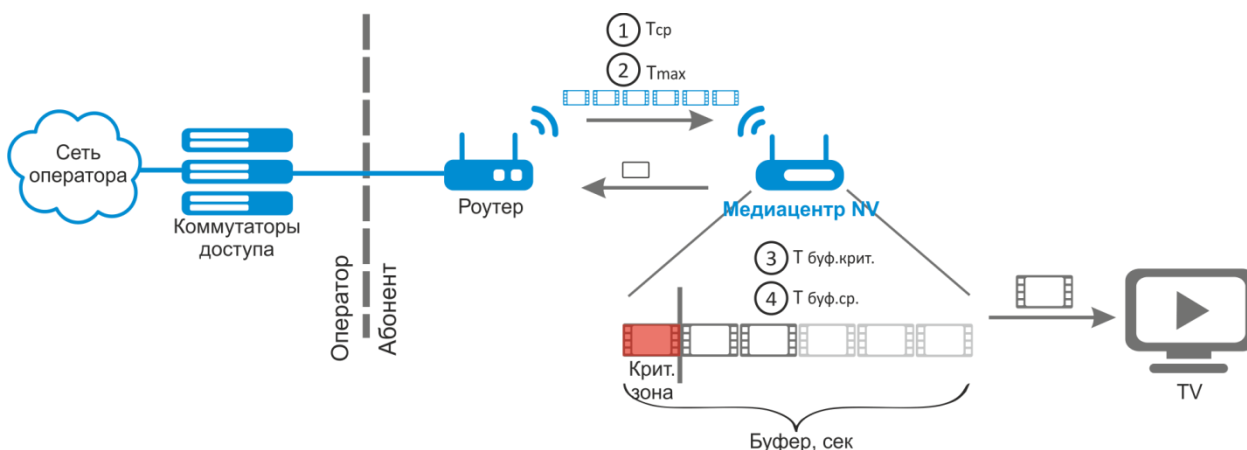 1 Тср
2 Tmax
Сеть
оператора
Коммутаторы
доступа
Оператор
Абонент
Роутер
Медиацентр NV
3 Т буф.крит.
4 Т буф.ср.
Крит.
зона
Буфер, сек
TV